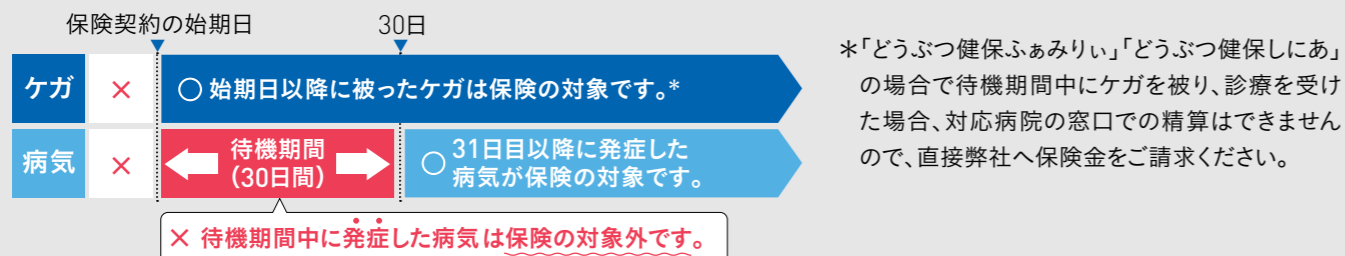 保険契約の始期日
30日
ケガ
×
○ 始期日以降に被ったケガは保険の対象です。*
病気
×
待機期間
(30日間)
○ 31日目以降に発症した
病気が保険の対象です。
× 待機期間中に発症した病気は保険の対象外です。
＊「どうぶつ健保ふぁみりぃ」「どうぶつ健保しにあ」
の場合で待機期間中にケガを被り、診療を受け
た場合、対応病院の窓口での精算はできません
ので、直接弊社へ保険金をご請求ください。